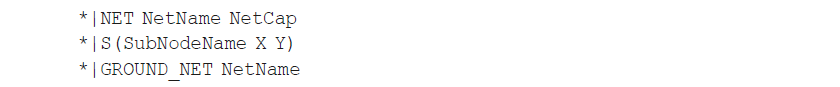 *|NET NetName NetCap
*|S(SubNodeName X Y)
*|GROUND_NET NetName